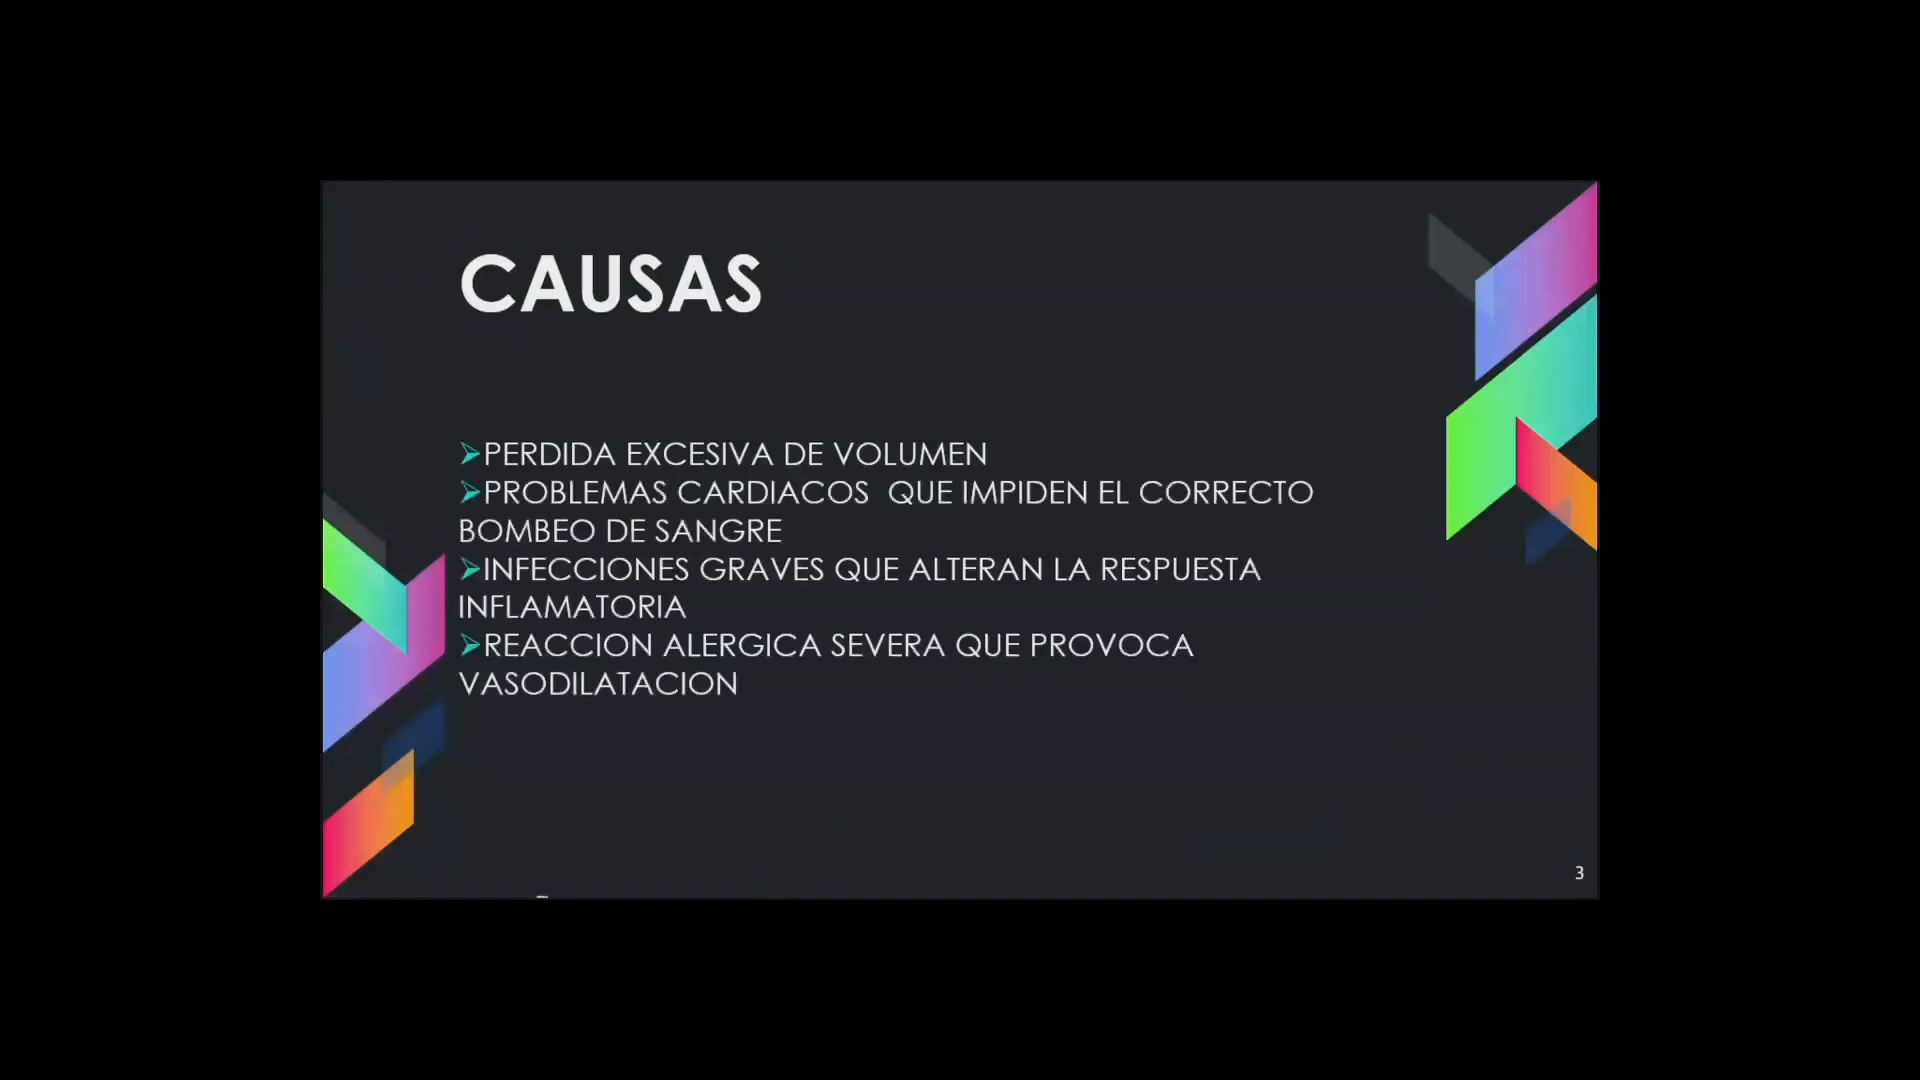 CAUSAS
➢PERDIDA EXCESIVA DE VOLUMEN
➢PROBLEMAS CARDIACOS  QUE IMPIDEN EL CORRECTO
BOMBEO DE SANGRE
➢INFECCIONES GRAVES QUE ALTERAN LA RESPUESTA
INFLAMATORIA
➢REACCION ALERGICA SEVERA QUE PROVOCA
VASODILATACION
3